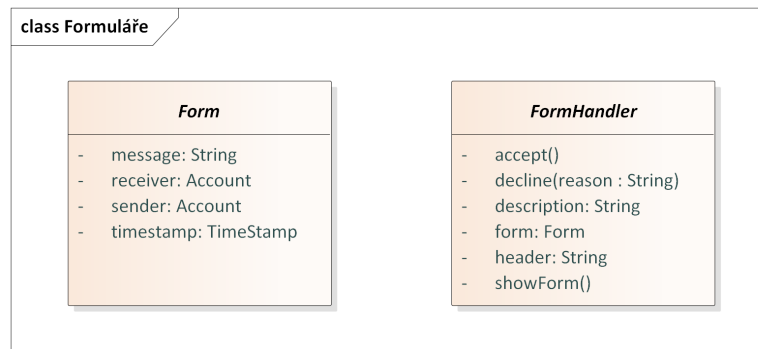 class Formuláře
Form
- message: String
- receiver: Account
- sender: Account
- timestamp: TimeStamp
FormHandler
- accept()
- decline(reason : String)
- description: String
- form: Form
- header: String
- showForm()